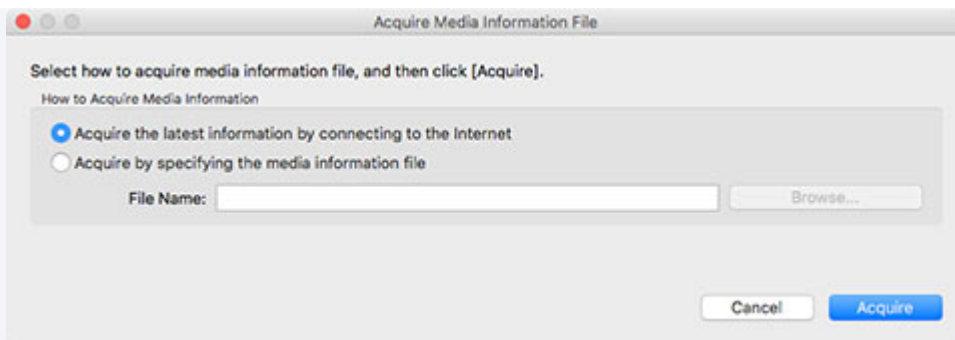 Acquire Media Information File
Select how to acquire media information file, and then click [Acquire].
How to Acquire Media Information
Acquire the latest information by connecting to the Internet
Acquire by specifying the media information file
File Name:
Browse...
Cancel
Acquire